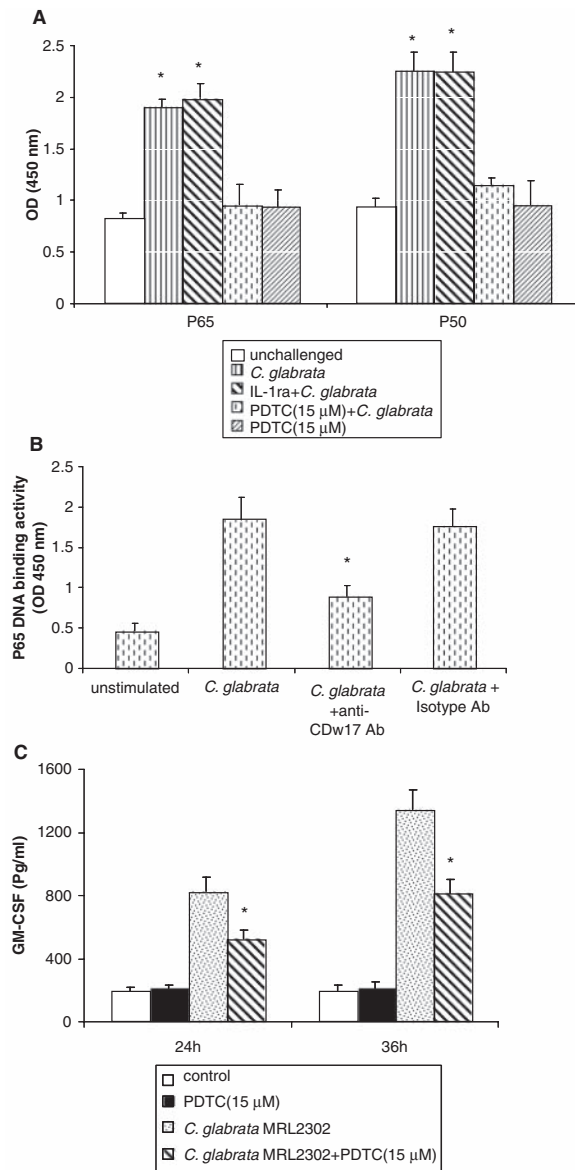 A
OD (450 nm)
2.5
2
1.5
1
0.5
0
* * * *
P65 P50
unchallenged
C. glabrata
IL-1ra+C. glabrata
PDTC(15 μM)+C. glabrata
PDTC(15 μM)
B
P65 DNA binding activity
(OD 450 nm)
2.5
2
1.5
1
0.5
0
*
unstimulated
C. glabrata
C. glabrata
+anti-
CDw17 Ab
C. glabrata +
Isotype Ab
C
GM-CSF (Pg/ml)
1600
1200
800
400
0
* *
24h 36h
control
PDTC(15 μM)
C. glabrata MRL2302
C. glabrata MRL2302+PDTC(15 μM)